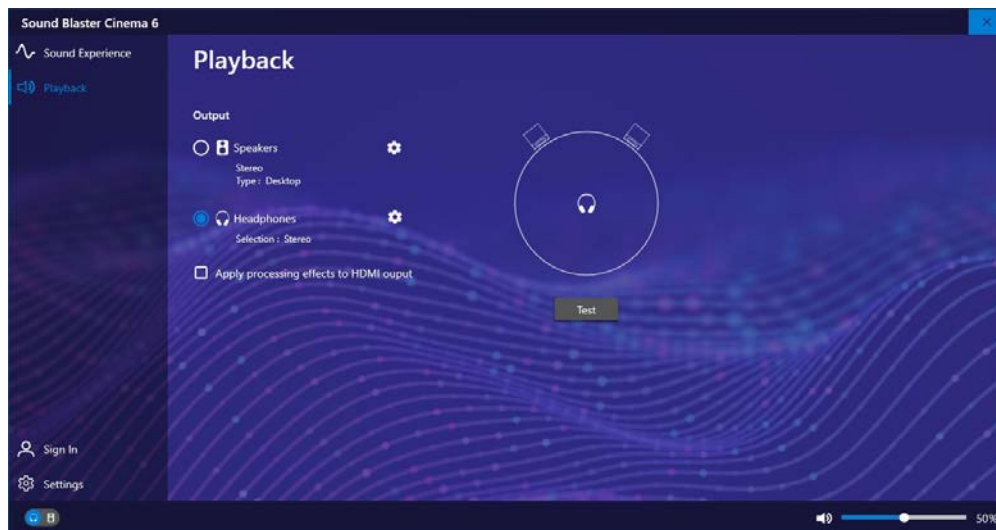 Sound Blaster Cinema 6
Sound Experience
Playback
Sign In
Settings
Playback
Output
Speakers
Stereo
Type : Desktop
Headphones
Selection : Stereo
Apply processing effects to HDMI ouput
Test
50%